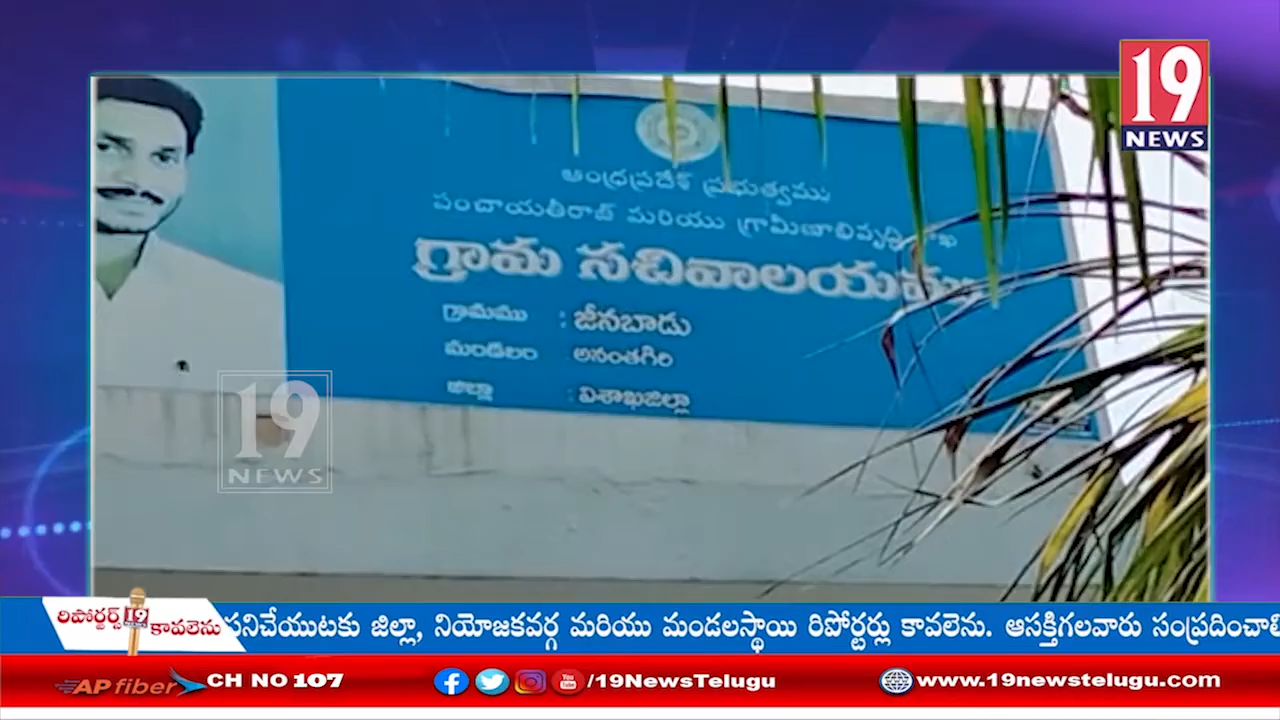 19
NEWS
ఆంధ్రప్రదేశ్ ప్రభుత్వము
పంచాయతీరాజ్ మరియు గ్రామీణాభివృద్ధి శాఖ
గ్రామ సచివాలయము
గ్రామము : జీనబాడు
మండలం : అనంతగిరి
జిల్లా : విశాఖజిల్లా
19
NEWS
రిపోర్టర్స్ 19 కావలెను
పనిచేయుటకు జిల్లా, నియోజకవర్గ మరియు మండలస్థాయి రిపోర్టర్లు కావలెను. ఆసక్తిగలవారు సంప్రదించాలి
AP fiber CH NO 107 /19NewsTelugu www.19newstelugu.com